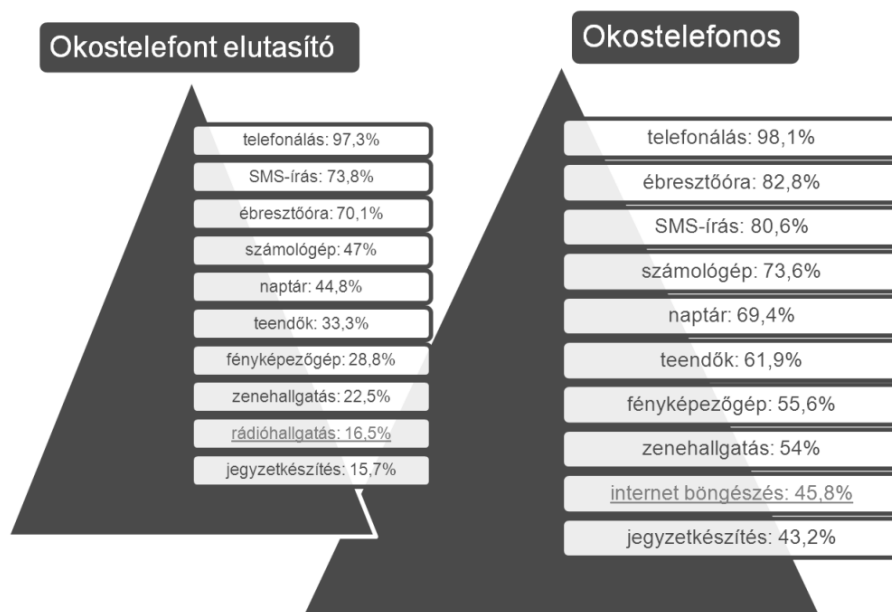 Okostelefont elutasító
telefonálás: 97,3%
SMS-írás: 73,8%
ébresztőóra: 70,1%
számológép: 47%
naptár: 44,8%
teendők: 33,3%
fényképezőgép: 28,8%
zenehallgatás: 22,5%
rádióhallgatás: 16,5%
jegyzetkészítés: 15,7%
Okostelefonos
telefonálás: 98,1%
ébresztőóra: 82,8%
SMS-írás: 80,6%
számológép: 73,6%
naptár: 69,4%
teendők: 61,9%
fényképezőgép: 55,6%
zenehallgatás: 54%
internet böngészés: 45,8%
jegyzetkészítés: 43,2%